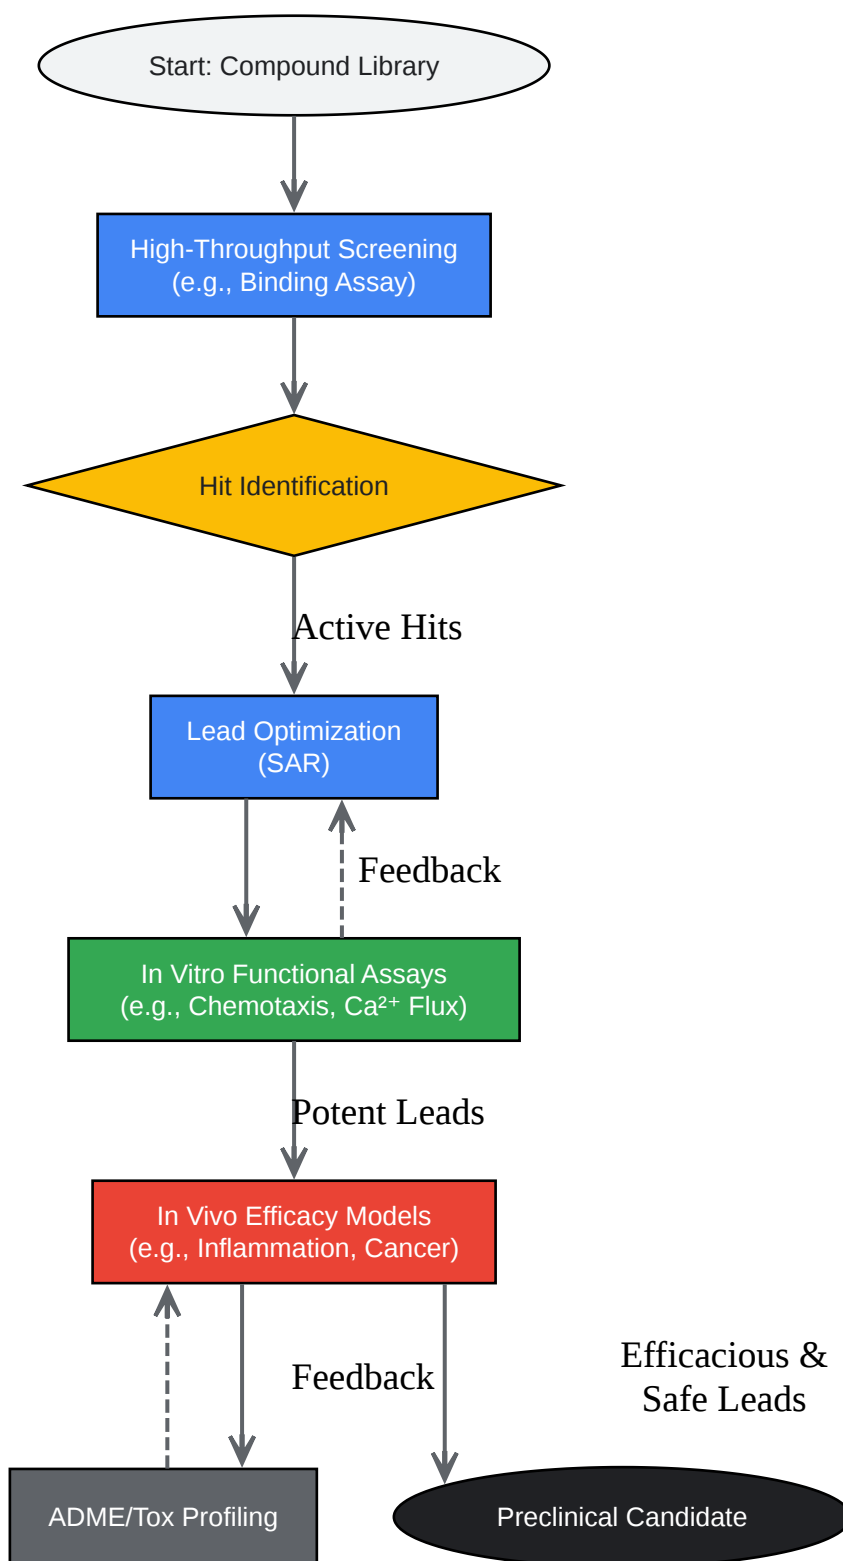 Start: Compound Library
High-Throughput Screening
(e.g., Binding Assay)
Hit Identification
Active Hits
Lead Optimization
(SAR)
Feedback
In Vitro Functional Assays
(e.g., Chemotaxis, Ca²⁺ Flux)
Potent Leads
In Vivo Efficacy Models
(e.g., Inflammation, Cancer)
Feedback
Efficacious &
Safe Leads
ADME/Tox Profiling
Preclinical Candidate